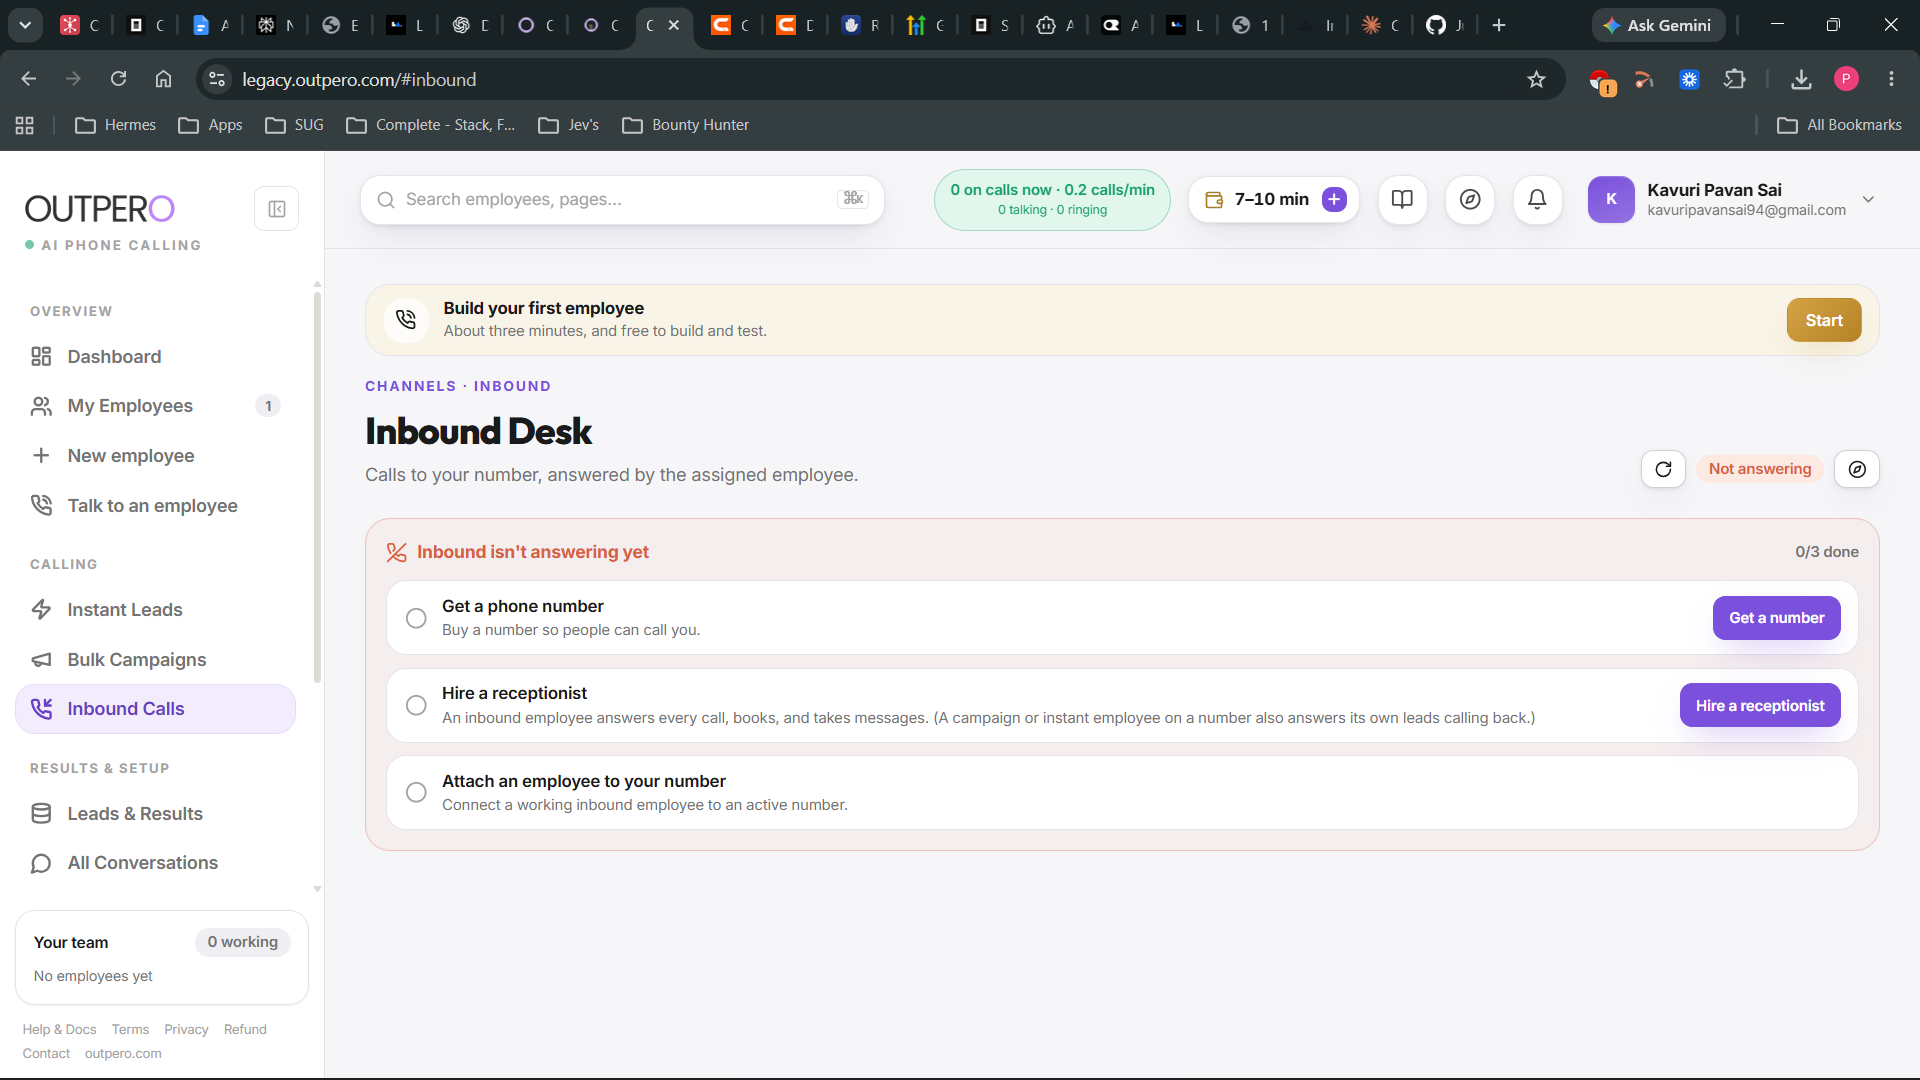 Ask Gemini
legacy.outpero.com/#inbound
Hermes
Apps
SUG
Complete - Stack, F...
Jev's
Bounty Hunter
All Bookmarks
OUTPERO
AI PHONE CALLING
Search employees, pages...
⌘K
0 on calls now · 0.2 calls/min
0 talking · 0 ringing
7–10 min
K
Kavuri Pavan Sai
kavuripavansai94@gmail.com
OVERVIEW
Dashboard
My Employees 1
New employee
Talk to an employee
CALLING
Instant Leads
Bulk Campaigns
Inbound Calls
RESULTS & SETUP
Leads & Results
All Conversations
Your team
0 working
No employees yet
Help & Docs Terms Privacy Refund
Contact outpero.com
Build your first employee
About three minutes, and free to build and test.
Start
CHANNELS · INBOUND
Inbound Desk
Calls to your number, answered by the assigned employee.
Not answering
Inbound isn't answering yet
0/3 done
Get a phone number
Buy a number so people can call you.
Get a number
Hire a receptionist
An inbound employee answers every call, books, and takes messages. (A campaign or instant employee on a number also answers its own leads calling back.)
Hire a receptionist
Attach an employee to your number
Connect a working inbound employee to an active number.